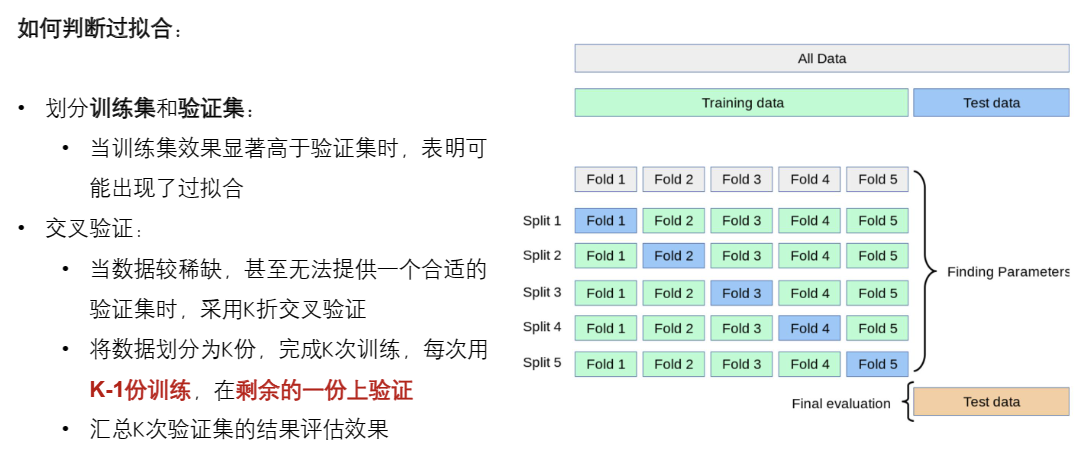 如何判断过拟合：
• 划分训练集和验证集：
• 当训练集效果显著高于验证集时，表明可
能出现了过拟合
• 交叉验证：
• 当数据较稀缺，甚至无法提供一个合适的
验证集时，采用K折交叉验证
• 将数据划分为K份，完成K次训练，每次用
K-1份训练，在剩余的一份上验证
• 汇总K次验证集的结果评估效果
All Data
Training data Test data
Fold 1 Fold 2 Fold 3 Fold 4 Fold 5
Split 1 Fold 1 Fold 2 Fold 3 Fold 4 Fold 5
Split 2 Fold 1 Fold 2 Fold 3 Fold 4 Fold 5
Finding Parameters
Split 3 Fold 1 Fold 2 Fold 3 Fold 4 Fold 5
Split 4 Fold 1 Fold 2 Fold 3 Fold 4 Fold 5
Split 5 Fold 1 Fold 2 Fold 3 Fold 4 Fold 5
Final evaluation Test data